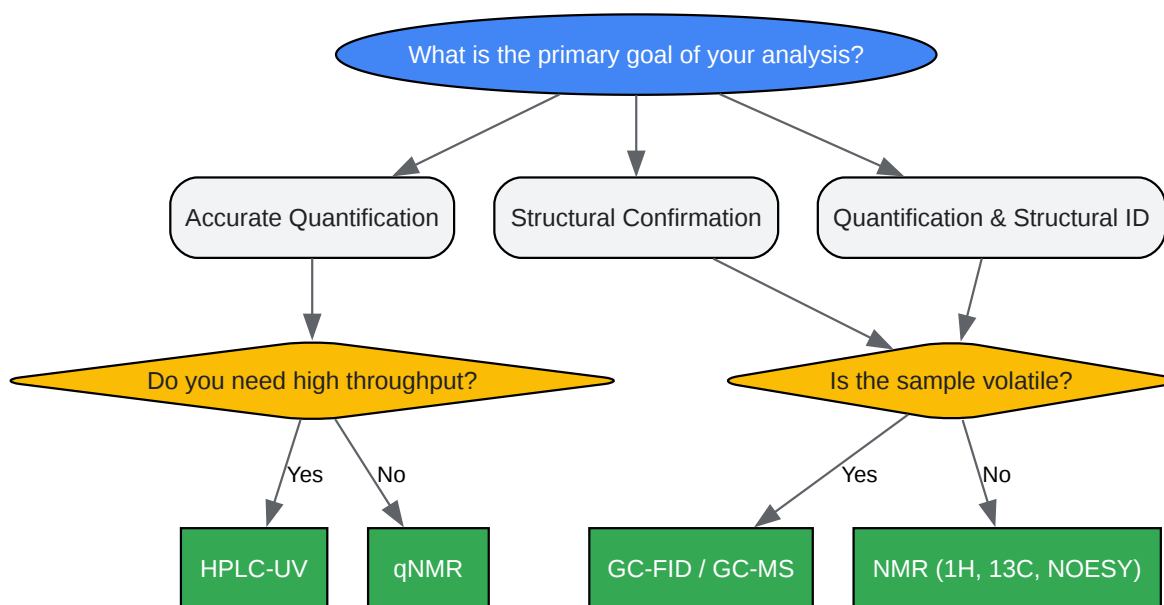 What is the primary goal of your analysis?
Accurate Quantification
Structural Confirmation
Quantification & Structural ID
Do you need high throughput?
Is the sample volatile?
Yes
No
Yes
No
HPLC-UV
qNMR
GC-FID / GC-MS
NMR (1H, 13C, NOESY)